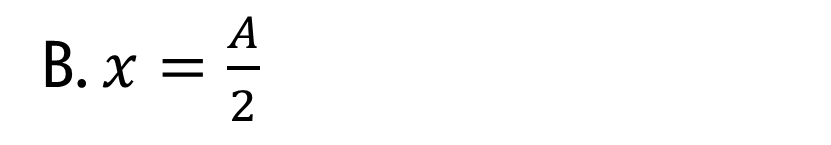 B. x = A/2